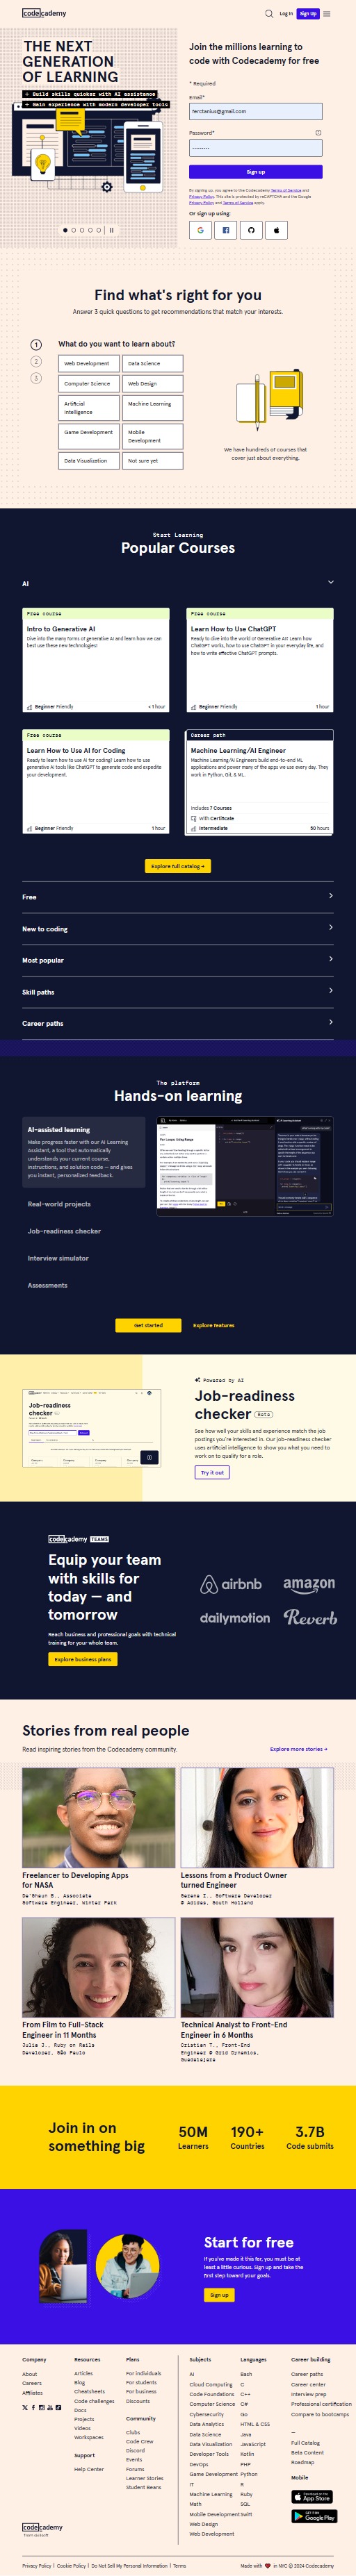 codecademy
Log In
Sign Up
THE NEXT
GENERATION
OF LEARNING
+ Build skills quicker with AI assistance
+ Gain experience with modern developer tools
Join the millions learning to
code with Codecademy for free
* Required
Email*
ferctanius@gmail.com
Password*
Sign up
By signing up, you agree to the Codecademy Terms of Service and
Privacy Policy. This site is protected by reCAPTCHA and the Google
Privacy Policy and Terms of Service apply.
Or sign up using:
Find what's right for you
Answer 3 quick questions to get recommendations that match your interests.
1
2
3
What do you want to learn about?
Web Development
Data Science
Computer Science
Web Design
Artificial
Intelligence
Machine Learning
Game Development
Mobile
Development
Data Visualization
Not sure yet
We have hundreds of courses that
cover just about everything.
Start Learning
Popular Courses
AI
Free course
Intro to Generative AI
Dive into the many forms of generative AI and learn how we can
best use these new technologies!
Beginner Friendly
< 1 hour
Free course
Learn How to Use ChatGPT
Ready to dive into the world of Generative AI? Learn how
ChatGPT works, how to use ChatGPT in your everyday life, and
how to write effective ChatGPT prompts.
Beginner Friendly
1 hour
Free course
Learn How to Use AI for Coding
Ready to learn how to use AI for coding? Learn how to use
generative AI tools like ChatGPT to generate code and expedite
your development.
Beginner Friendly
1 hour
Career path
Machine Learning/AI Engineer
Machine Learning/AI Engineers build end-to-end ML
applications and power many of the apps we use every day. They
work in Python, Git, & ML.
Includes 7 Courses
With Certificate
Intermediate
50 hours
Explore full catalog →
Free
New to coding
Most popular
Skill paths
Career paths
The platform
Hands-on learning
AI-assisted learning
Make progress faster with our AI Learning
Assistant, a tool that automatically
understands your current course,
instructions, and solution code — and gives
you instant, personalized feedback.
Real-world projects
Job-readiness checker
Interview simulator
Assessments
Get started
Explore features
Job-readiness
checker
Powered by AI
Job-readiness
checker Beta
See how well your skills and experience match the job
postings you're interested in. Our job-readiness checker
uses artificial intelligence to show you what you need to
work on to qualify for a role.
Try it out
codecademy TEAMS
Equip your team
with skills for
today — and
tomorrow
Reach business and professional goals with technical
training for your whole team.
Explore business plans
airbnb
amazon
dailymotion
Reverb
Stories from real people
Read inspiring stories from the Codecademy community.
Explore more stories →
Freelancer to Developing Apps
for NASA
De'Shaun B., Associate
Software Engineer, Winter Park
Lessons from a Product Owner
turned Engineer
Serene I., Software Developer
@ Adidas, South Holland
From Film to Full-Stack
Engineer in 11 Months
Julie J., Ruby on Rails
Developer, São Paulo
Technical Analyst to Front-End
Engineer in 6 Months
Cristian T., Front-End
Engineer @ Grid Dynamics,
Guadalajara
Join in on
something big
50M
Learners
190+
Countries
3.7B
Code submits
Start for free
If you've made it this far, you must be at
least a little curious. Sign up and take the
first step toward your goals.
Sign up
Company
About
Careers
Affiliates
Resources
Articles
Blog
Cheatsheets
Code challenges
Docs
Projects
Videos
Workspaces
Support
Help Center
Plans
For individuals
For students
For business
Discounts
Community
Clubs
Code Crew
Discord
Events
Forums
Learner Stories
Student Beans
Subjects
AI
Cloud Computing
Code Foundations
Computer Science
Cybersecurity
Data Analytics
Data Science
Data Visualization
Developer Tools
DevOps
Game Development
IT
Machine Learning
Math
Mobile Development
Web Design
Web Development
Languages
Bash
C
C++
C#
Go
HTML & CSS
Java
JavaScript
Kotlin
PHP
Python
R
Ruby
SQL
Swift
Career building
Career paths
Career center
Interview prep
Professional certification
Compare to bootcamps
—
Full Catalog
Beta Content
Roadmap
Mobile
App Store
GET IT ON
Google Play
codecademy
from skillsoft
Privacy Policy | Cookie Policy | Do Not Sell My Personal Information | Terms
Made with ❤ in NYC © 2024 Codecademy